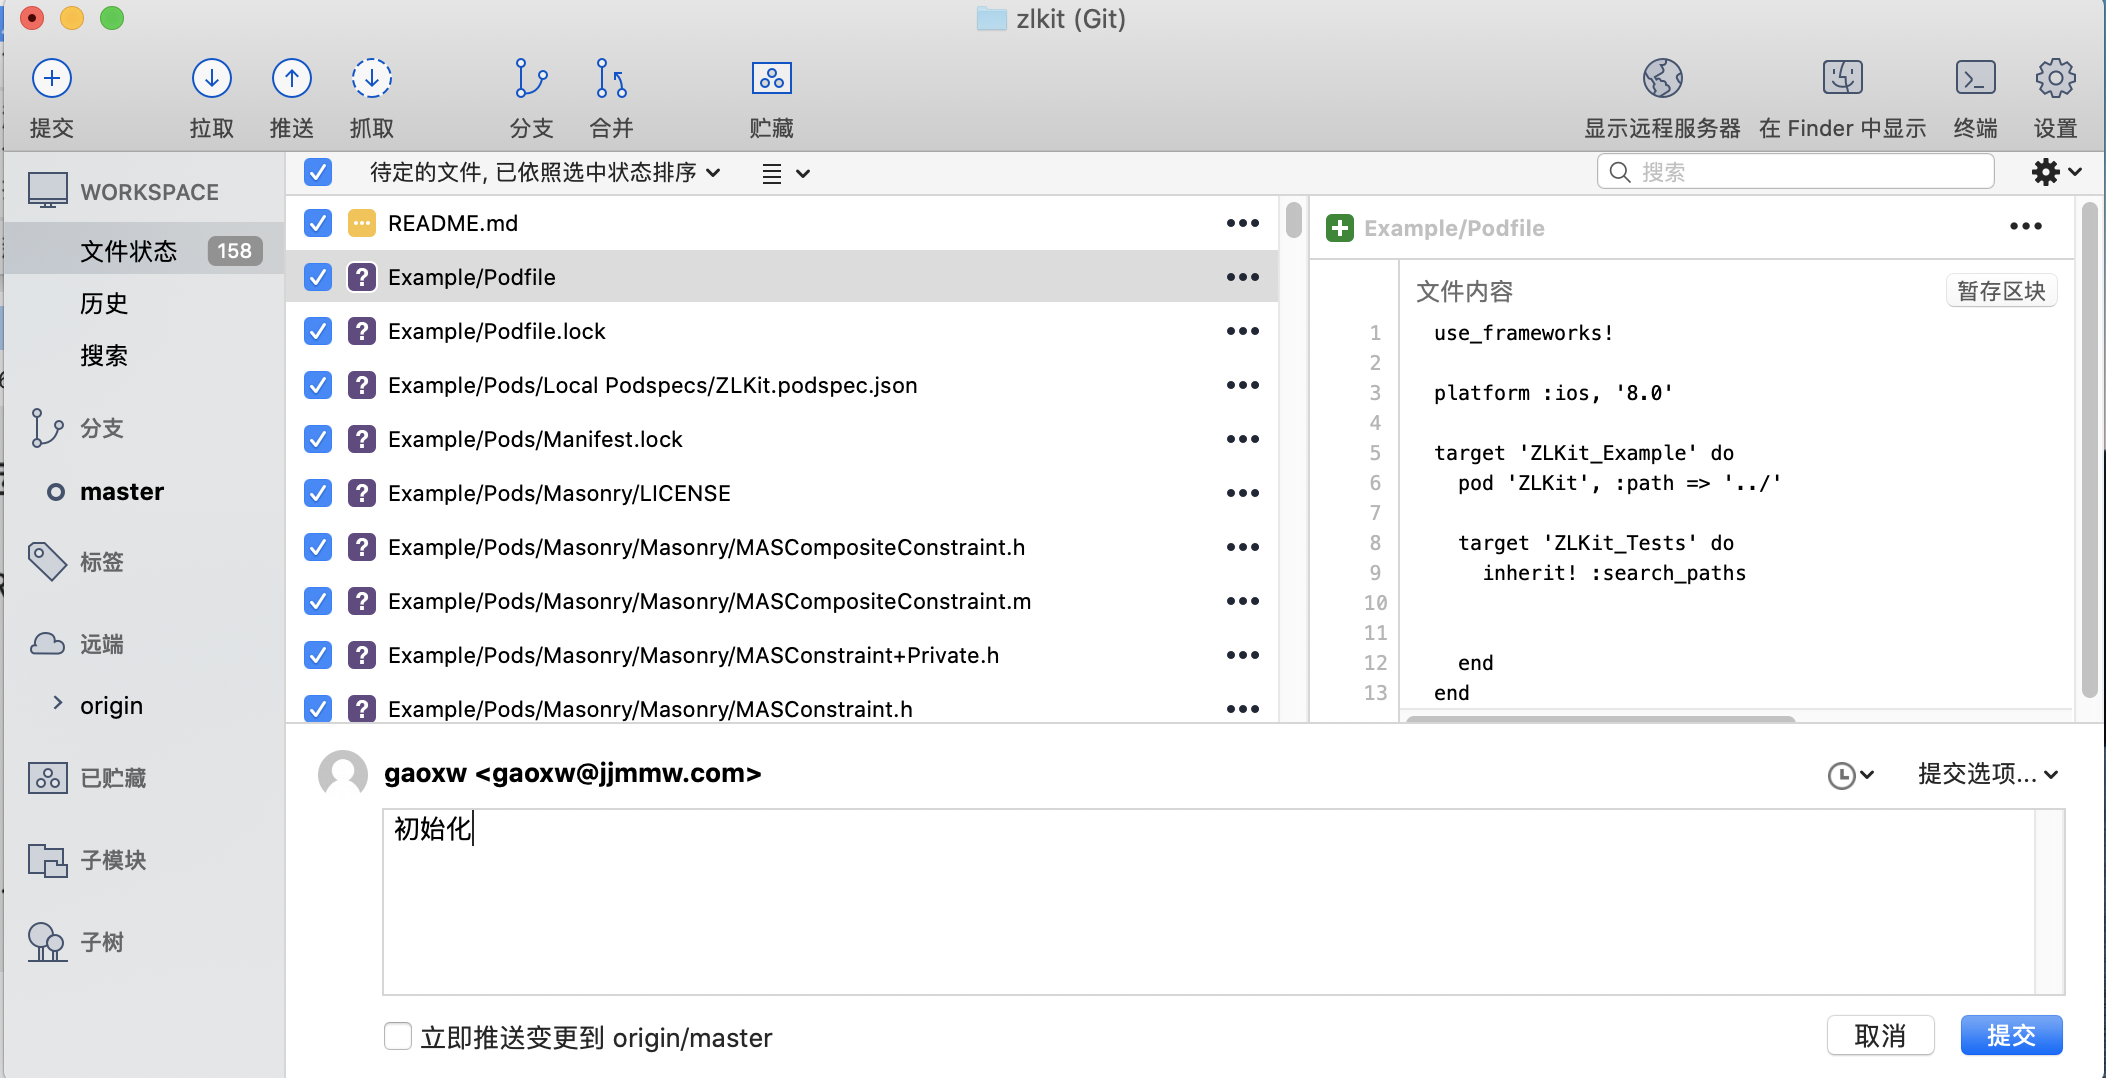 zlkit (Git)
提交
拉取
推送
抓取
分支
合并
贮藏
显示远程服务器
在 Finder 中显示
终端
设置
待定的文件, 已依照选中状态排序
搜索
WORKSPACE
文件状态 158
历史
搜索
分支
master
标签
远端
origin
已贮藏
子模块
子树
README.md
Example/Podfile
Example/Podfile.lock
Example/Pods/Local Podspecs/ZLKit.podspec.json
Example/Pods/Manifest.lock
Example/Pods/Masonry/LICENSE
Example/Pods/Masonry/Masonry/MASCompositeConstraint.h
Example/Pods/Masonry/Masonry/MASCompositeConstraint.m
Example/Pods/Masonry/Masonry/MASConstraint+Private.h
Example/Pods/Masonry/Masonry/MASConstraint.h
Example/Podfile
文件内容
暂存区块
1 use_frameworks!
2
3 platform :ios, '8.0'
4
5 target 'ZLKit_Example' do
6 pod 'ZLKit', :path => '../'
7
8 target 'ZLKit_Tests' do
9 inherit! :search_paths
10
11
12 end
13 end
gaoxw <gaoxw@jjmmw.com>
提交选项...
初始化
立即推送变更到 origin/master
取消
提交